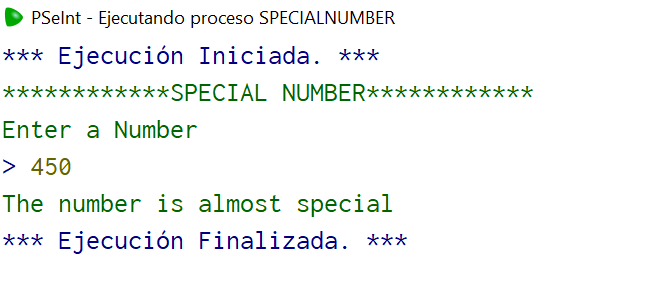 PSeInt - Ejecutando proceso SPECIALNUMBER
*** Ejecución Iniciada. ***
************SPECIAL NUMBER************
Enter a Number
> 450
The number is almost special
*** Ejecución Finalizada. ***